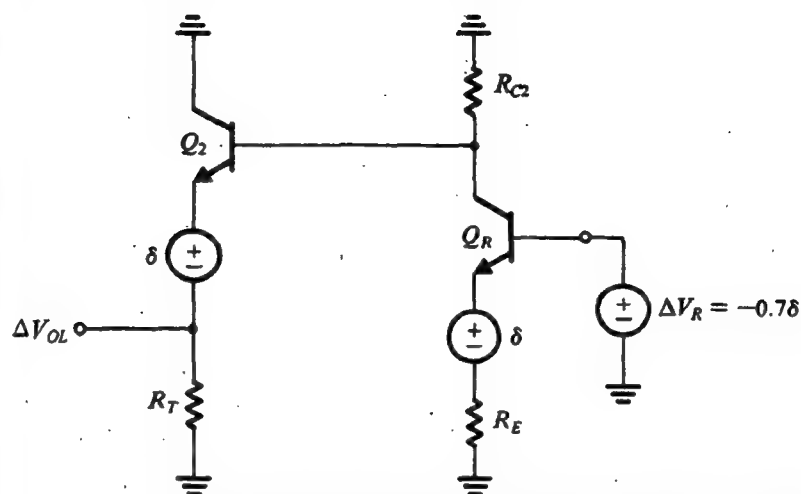 R_{C2}
Q_2
Q_R
δ
ΔV_R = −0.7δ
ΔV_{OL}
δ
R_T
R_E